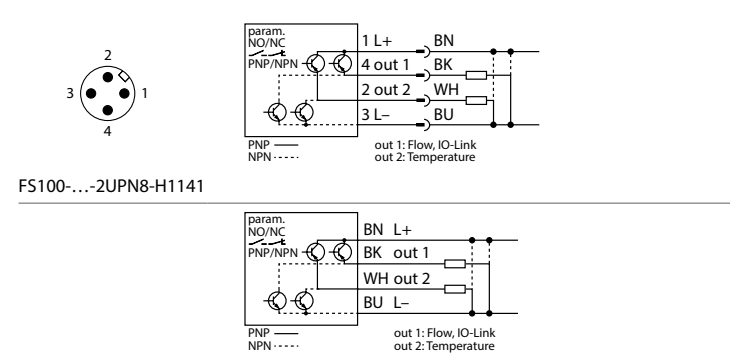 2
3
1
4
param.
NO/NC
PNP/NPN
1 L+ BN
4 out 1 BK
2 out 2 WH
3 L– BU
PNP
NPN
out 1: Flow, IO-Link
out 2: Temperature
FS100-…-2UPN8-H1141
param.
NO/NC
PNP/NPN
BN L+
BK out 1
WH out 2
BU L–
PNP
NPN
out 1: Flow, IO-Link
out 2: Temperature